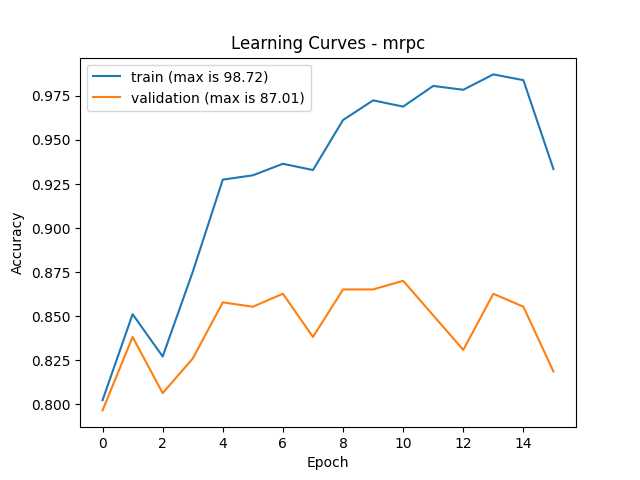 Learning Curves - mrpc
train (max is 98.72)
validation (max is 87.01)
Accuracy
0.975
0.950
0.925
0.900
0.875
0.850
0.825
0.800
0 2 4 6 8 10 12 14
Epoch